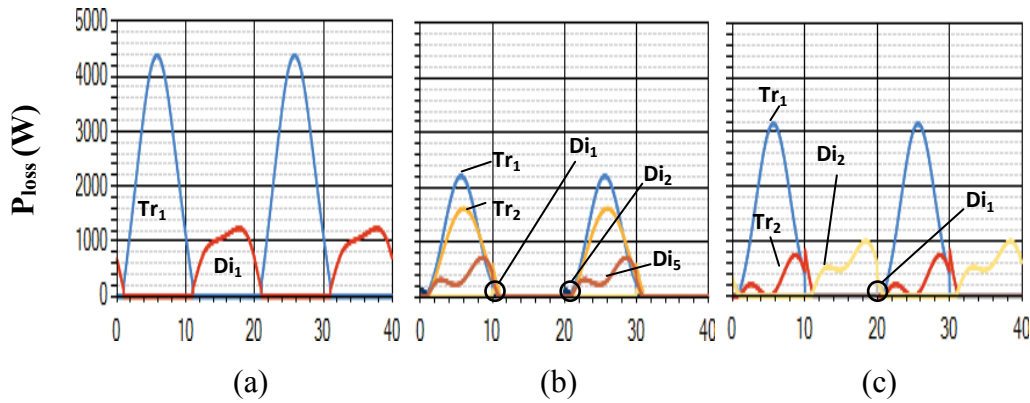 5000
4000
3000
2000
1000
0
P_loss (W)
Tr₁
Di₁
0 10 20 30 40
(a)
Tr₁
Tr₂
Di₁
Di₂
Di₅
0 10 20 30 40
(b)
Tr₁
Di₂
Tr₂
Di₁
0 10 20 30 40
(c)